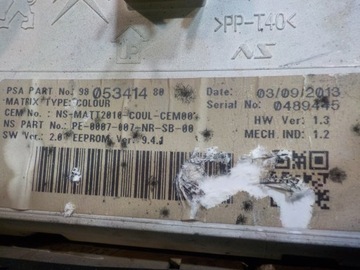 >PP-T40<
PSA PART No: 98 053414 80 Date: 03/09/2013
MATRIX TYPE: COLOUR Serial No: 0489445
CEM No: NS-MATT2010-COUL-CEM00
NS. PART No: PE-0007-007-NR-SB-00 HW Ver: 1.3
SW Ver: 2.0 EEPROM Ver: 9.4.1 MECH. IND: 1.2